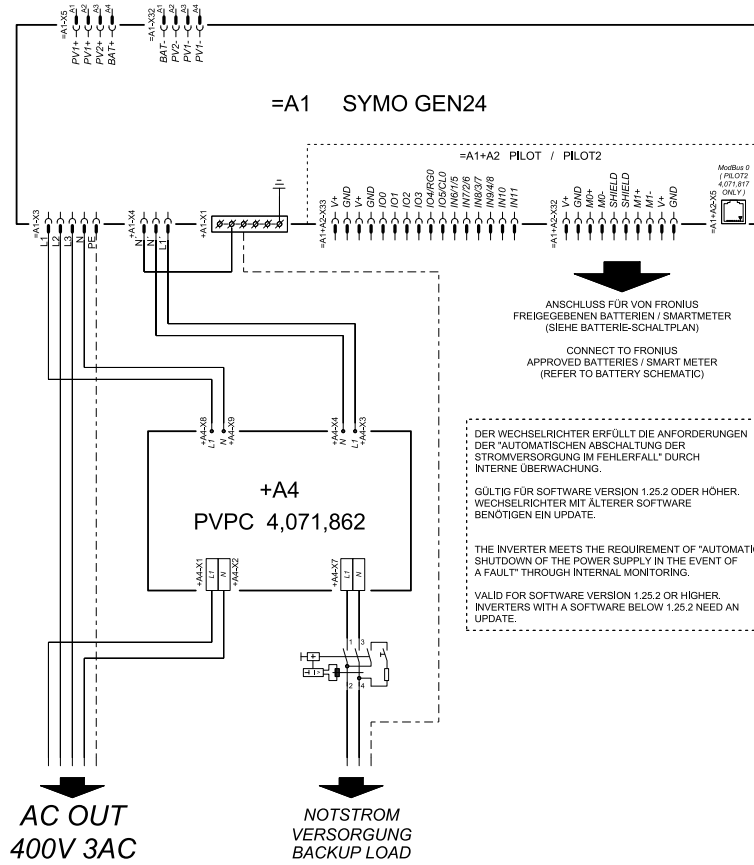 =A1-X5
A1
A2
A3
A4
PV1+
PV1+
PV2+
BAT+
=A1-X32
A1
A2
A3
A4
BAT-
PV2-
PV1-
PV1-
=A1 SYMO GEN24
=A1+A2 PILOT / PILOT2
ModBus 0
( PILOT2
4,071,817
ONLY )
=A1-X3
L1
L2
L3
N
PE
+A1-X4
N´
N´
L1´
+A1-X1
=A1+A2-X33
V+
GND
V+
GND
IO0
IO1
IO2
IO3
IO4/RG0
IO5/CL0
IN6/1/5
IN7/2/6
IN8/3/7
IN9/4/8
IN10
IN11
=A1+A2-X32
V+
GND
M0+
M0-
SHIELD
SHIELD
M1+
M1-
V+
GND
=A1+A2-X5
ANSCHLUSS FÜR VON FRONIUS
FREIGEGEBENEN BATTERIEN / SMARTMETER
(SIEHE BATTERIE-SCHALTPLAN)
CONNECT TO FRONIUS
APPROVED BATTERIES / SMART METER
(REFER TO BATTERY SCHEMATIC)
+A4-X8
L1
N
+A4-X9
+A4-X4
N
L1
+A4-X3
+A4
PVPC 4,071,862
+A4-X1
L1
N
+A4-X2
+A4-X7
L1
N
DER WECHSELRICHTER ERFÜLLT DIE ANFORDERUNGEN
DER "AUTOMATISCHEN ABSCHALTUNG DER
STROMVERSORGUNG IM FEHLERFALL" DURCH
INTERNE ÜBERWACHUNG.
GÜLTIG FÜR SOFTWARE VERSION 1.25.2 ODER HÖHER.
WECHSELRICHTER MIT ÄLTERER SOFTWARE
BENÖTIGEN EIN UPDATE.
THE INVERTER MEETS THE REQUIREMENT OF "AUTOMATIC
SHUTDOWN OF THE POWER SUPPLY IN THE EVENT OF
A FAULT" THROUGH INTERNAL MONITORING.
VALID FOR SOFTWARE VERSION 1.25.2 OR HIGHER.
INVERTERS WITH A SOFTWARE BELOW 1.25.2 NEED AN
UPDATE.
1
3
2
4
AC OUT
400V 3AC
NOTSTROM
VERSORGUNG
BACKUP LOAD